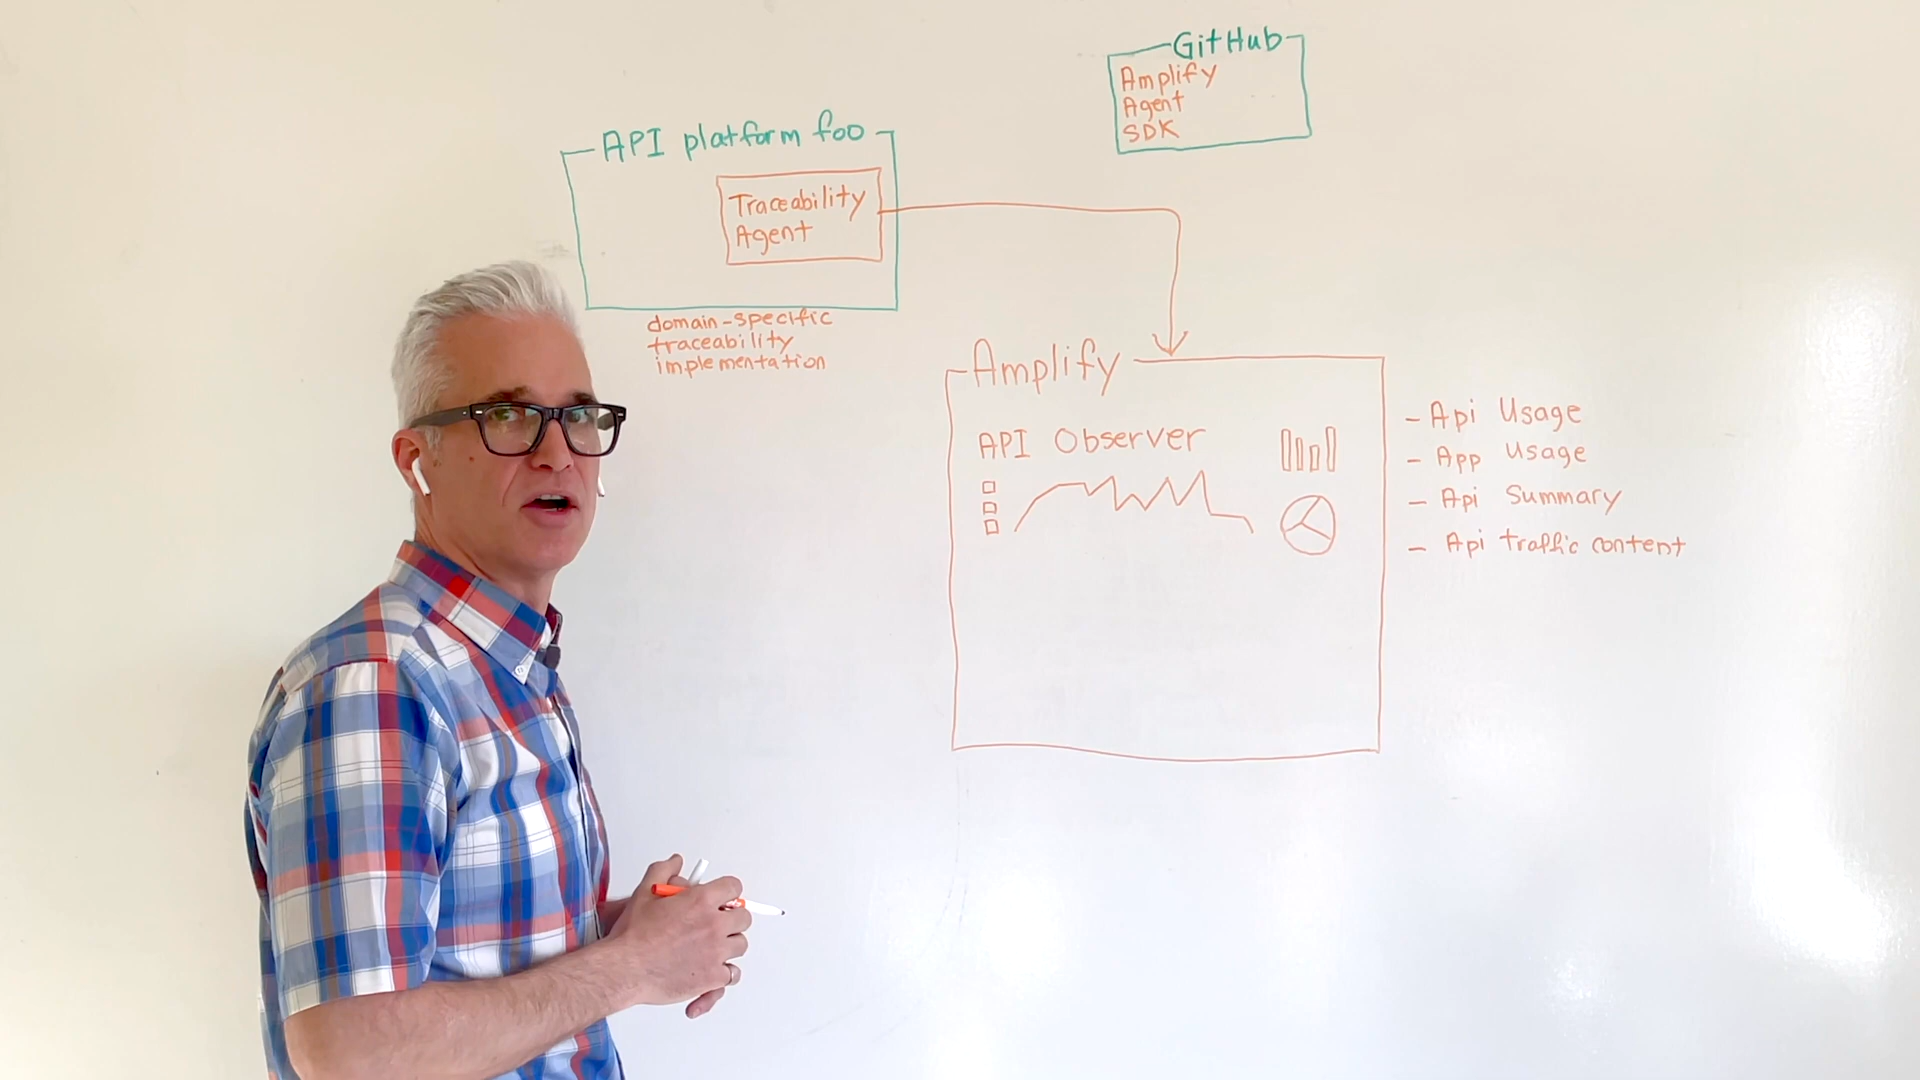 GitHub
Amplify
Agent
SDK
API platform foo
Traceability
Agent
domain-specific
traceability
implementation
Amplify
API Observer
- Api Usage
- App Usage
- Api Summary
- Api traffic content